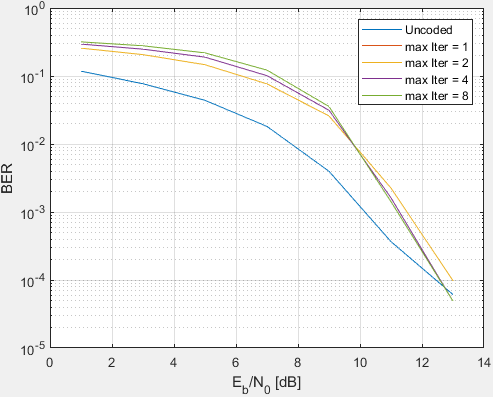 10^0
10^-1
10^-2
10^-3
10^-4
10^-5
BER
Uncoded
max Iter = 1
max Iter = 2
max Iter = 4
max Iter = 8
0 2 4 6 8 10 12 14
E_b/N_0 [dB]